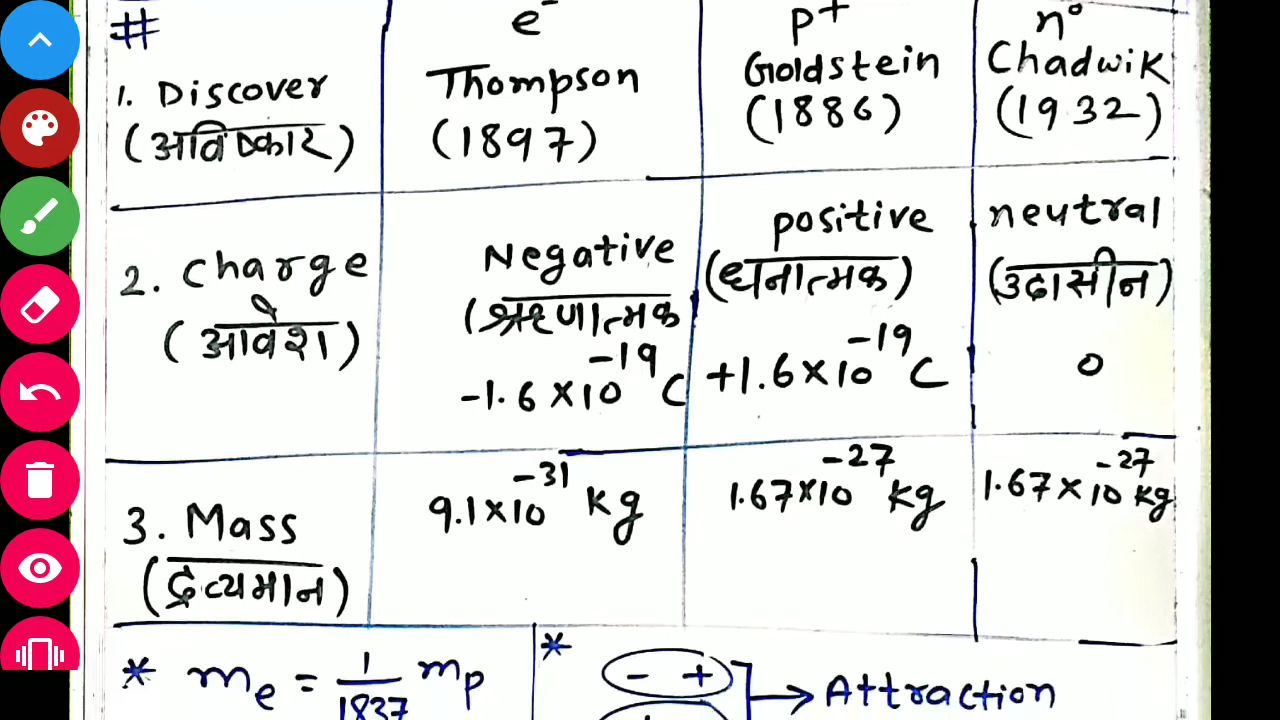 # e⁻ p⁺ n⁰
1. Discover Thompson Goldstein Chadwik
(अविष्कार) (1897) (1886) (1932)
2. Charge Negative positive neutral
(आवेश) (ऋणात्मक (धनात्मक) (उदासीन)
-1.6×10⁻¹⁹ C +1.6×10⁻¹⁹ C 0
3. Mass 9.1×10⁻³¹ kg 1.67×10⁻²⁷ kg 1.67×10⁻²⁷ kg
(द्रव्यमान)
* mₑ = 1/1837 mₚ * - + → Attraction